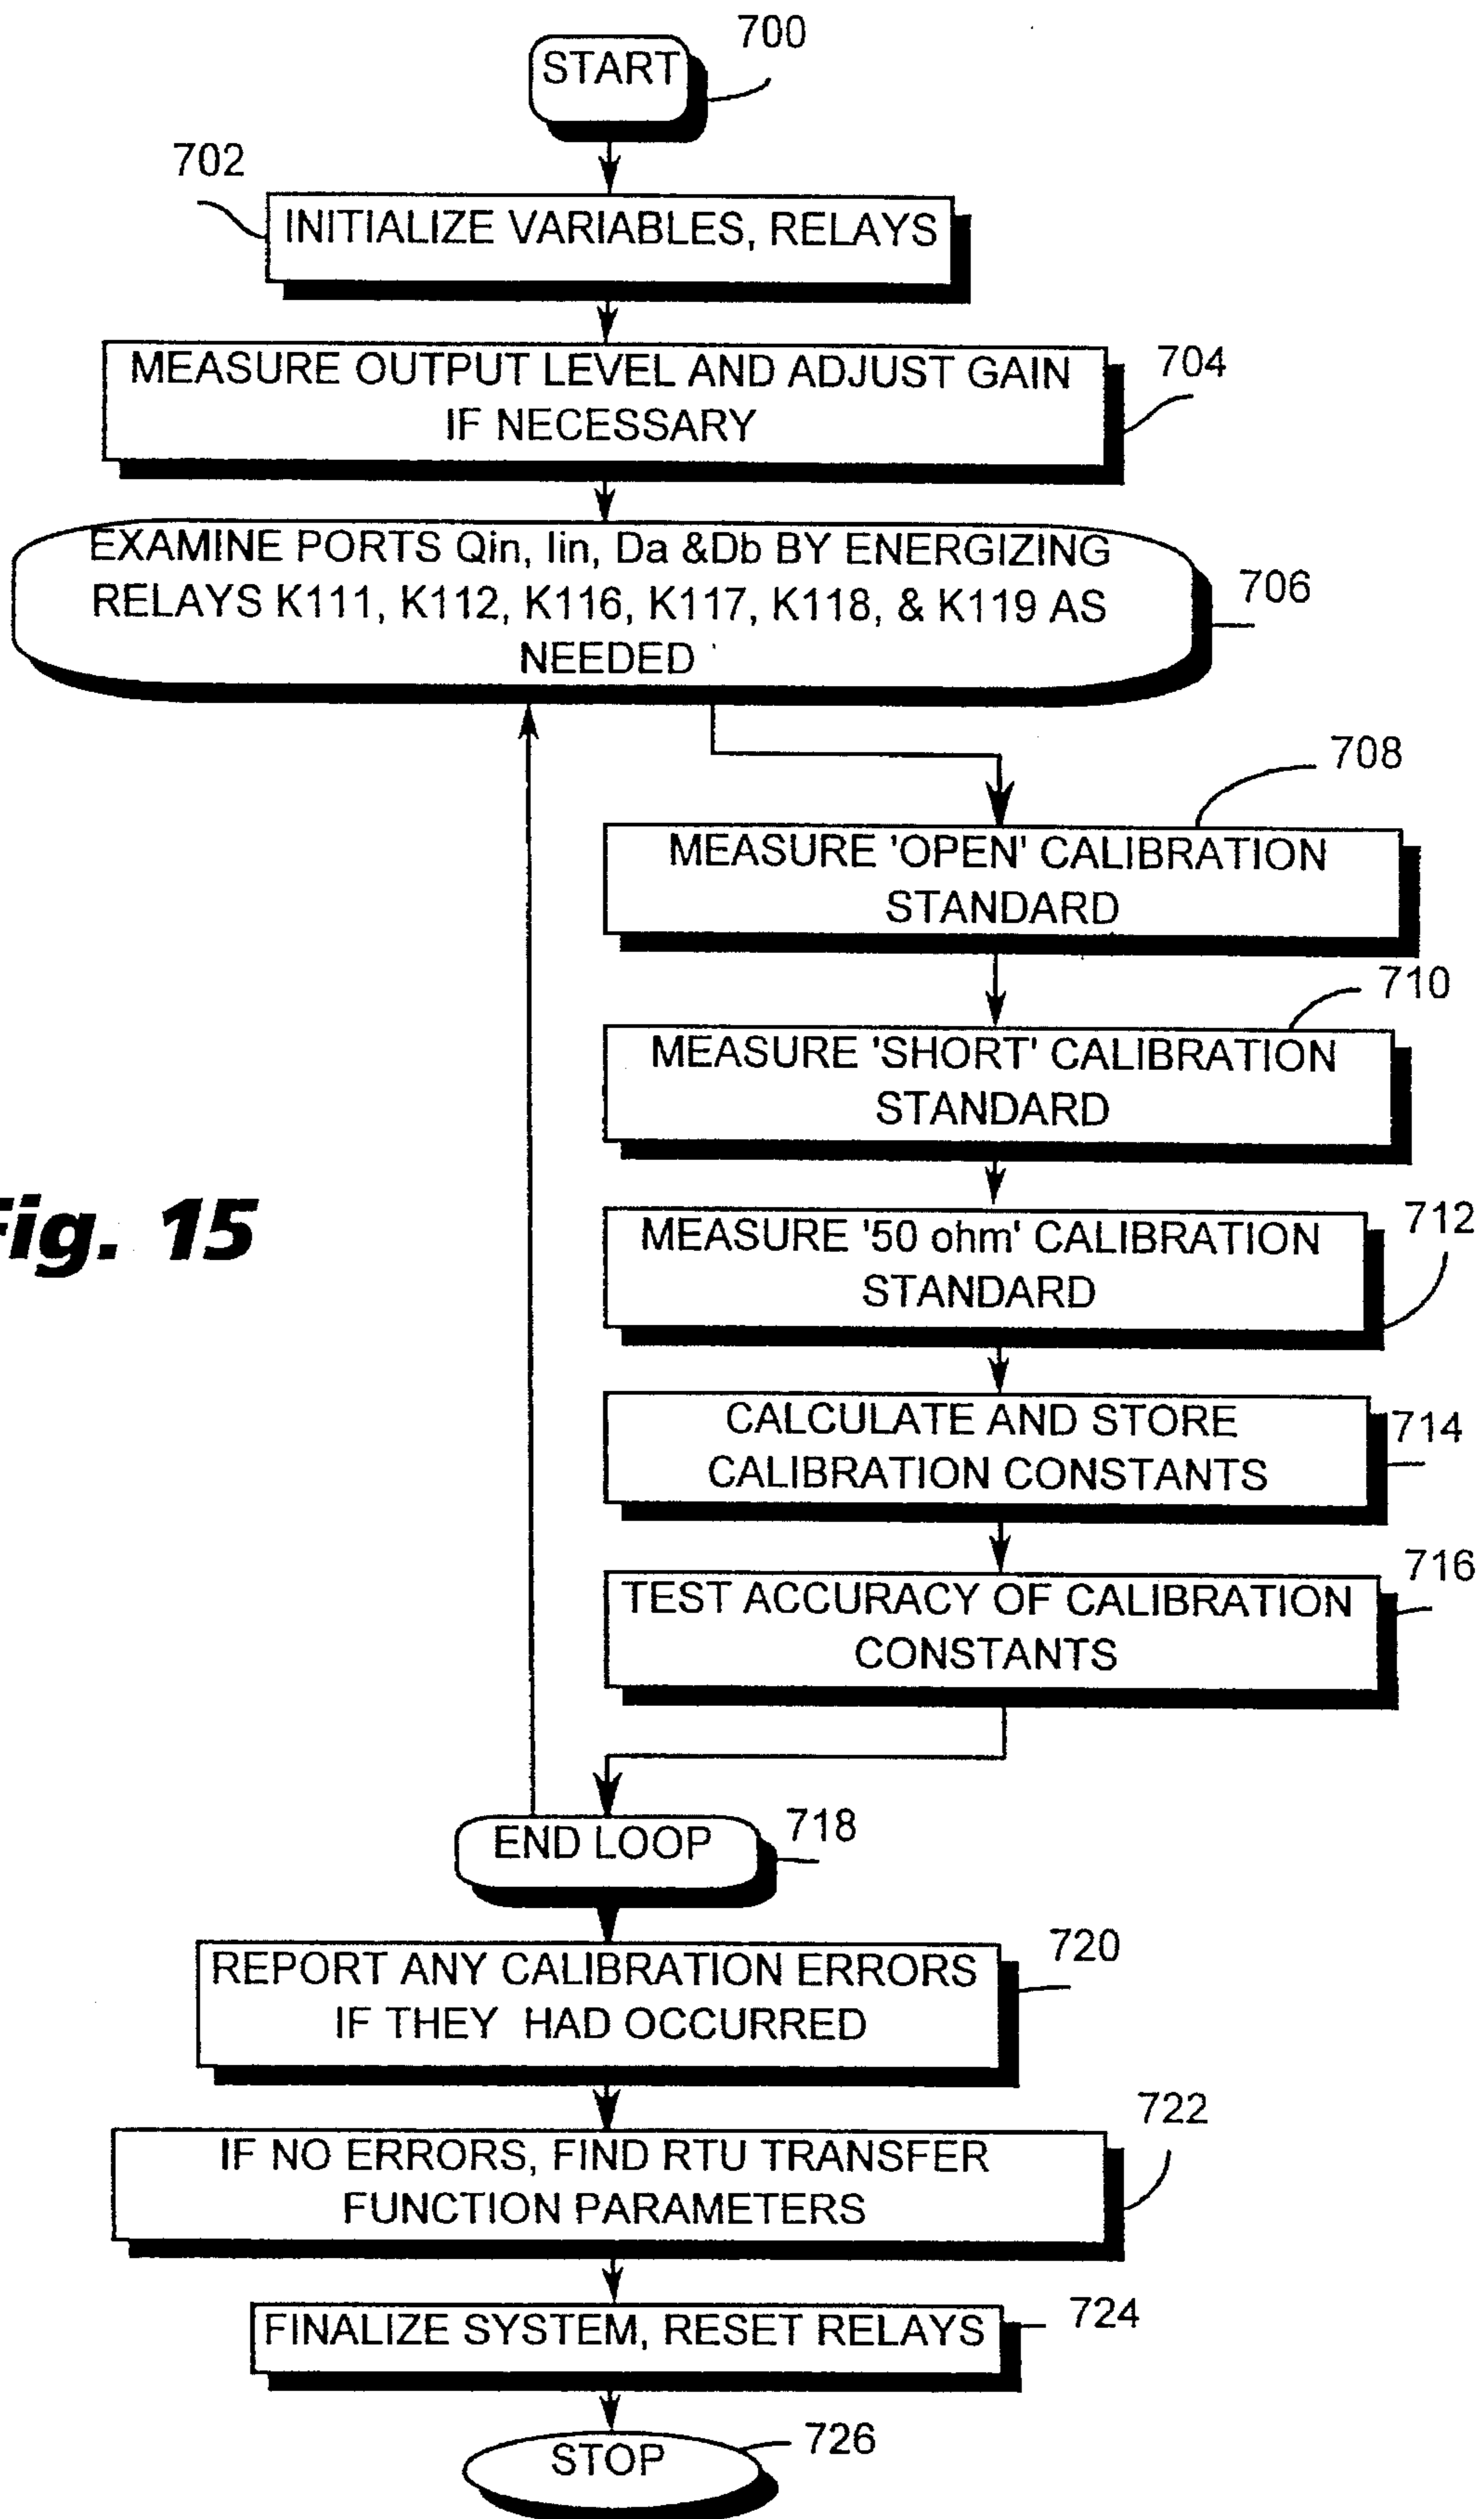 700
START
702
INITIALIZE VARIABLES, RELAYS
MEASURE OUTPUT LEVEL AND ADJUST GAIN
IF NECESSARY
704
EXAMINE PORTS Qin, Iin, Da &Db BY ENERGIZING
RELAYS K111, K112, K116, K117, K118, & K119 AS
NEEDED
706
708
MEASURE 'OPEN' CALIBRATION
STANDARD
710
MEASURE 'SHORT' CALIBRATION
STANDARD
Fig. 15
712
MEASURE '50 ohm' CALIBRATION
STANDARD
CALCULATE AND STORE
CALIBRATION CONSTANTS
714
716
TEST ACCURACY OF CALIBRATION
CONSTANTS
END LOOP
718
REPORT ANY CALIBRATION ERRORS
IF THEY HAD OCCURRED
720
722
IF NO ERRORS, FIND RTU TRANSFER
FUNCTION PARAMETERS
FINALIZE SYSTEM, RESET RELAYS
724
STOP
726